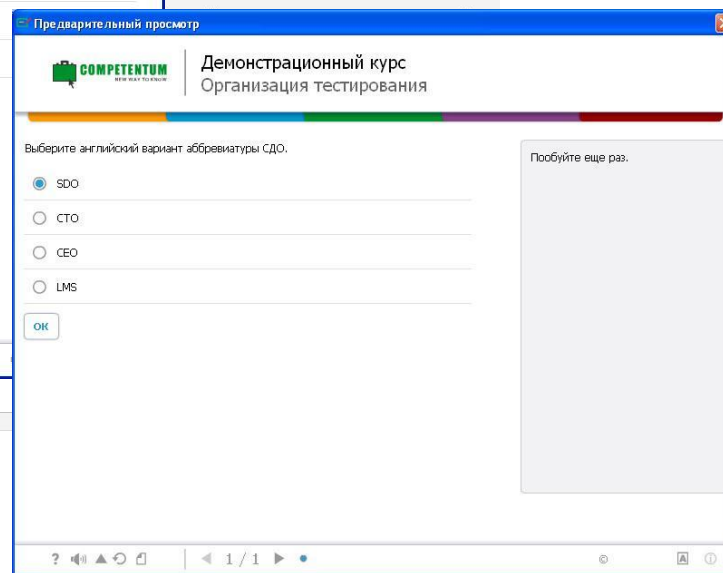 Предварительный просмотр
COMPETENTUM
NEW WAY TO KNOW
Демонстрационный курс
Организация тестирования
Выберите английский вариант аббревиатуры СДО.
SDO
CTO
CEO
LMS
ОК
Пообуйте еще раз.
? 1 / 1 © A